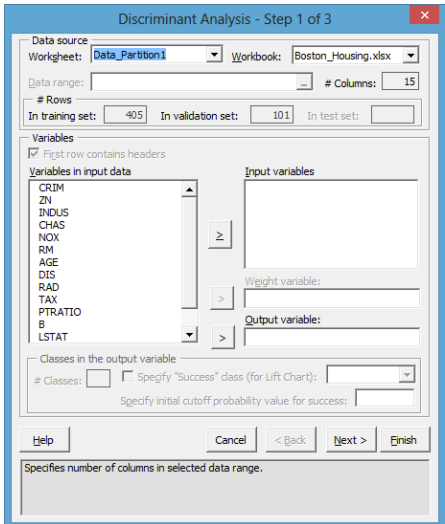 Discriminant Analysis - Step 1 of 3
×
Data source
Worksheet: Data_Partition1 Workbook: Boston_Housing.xlsx
Data range: ... # Columns: 15
# Rows
In training set: 405 In validation set: 101 In test set:
Variables
First row contains headers
Variables in input data Input variables
CRIM
ZN
INDUS
CHAS
NOX
RM
AGE
DIS
RAD
TAX
PTRATIO
B
LSTAT
>
Weight variable:
>
Output variable:
>
Classes in the output variable
# Classes: Specify "Success" class (for Lift Chart):
Specify initial cutoff probability value for success:
Help Cancel < Back Next > Finish
Specifies number of columns in selected data range.